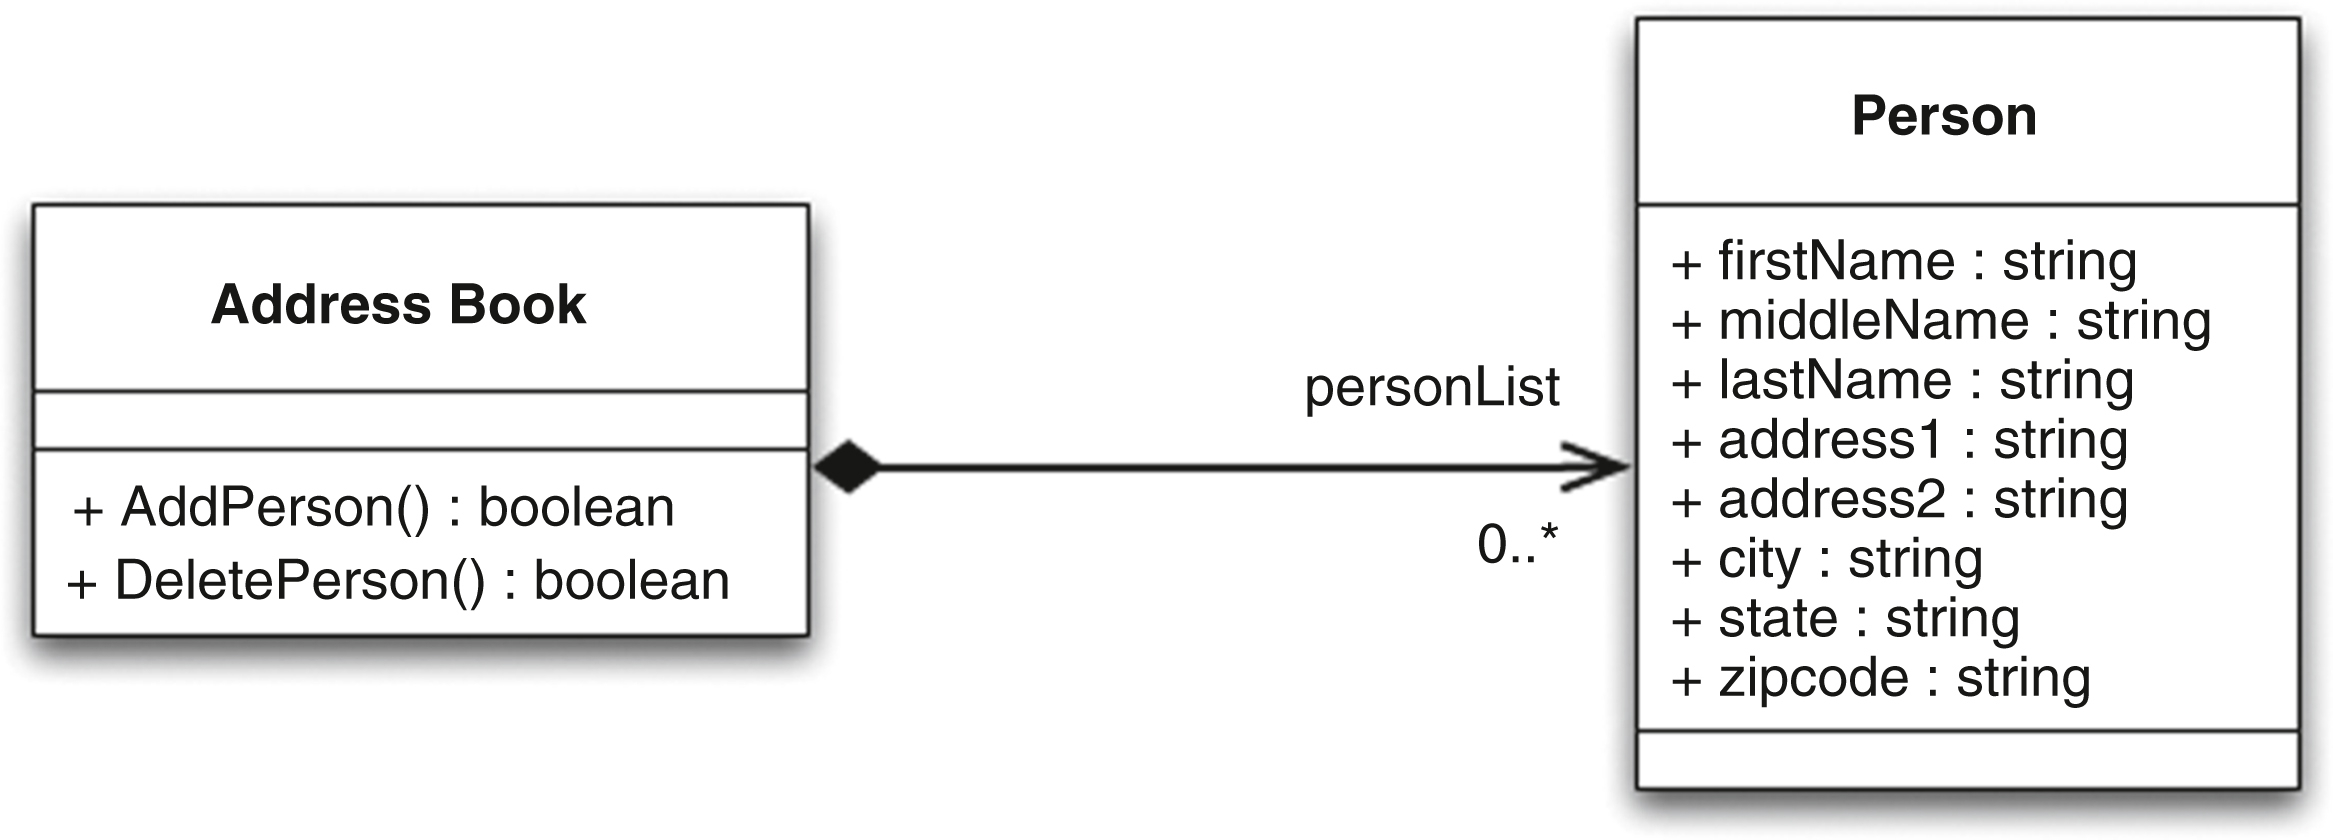 Address Book
+ AddPerson() : boolean
+ DeletePerson() : boolean
personList
0..*
Person
+ firstName : string
+ middleName : string
+ lastName : string
+ address1 : string
+ address2 : string
+ city : string
+ state : string
+ zipcode : string